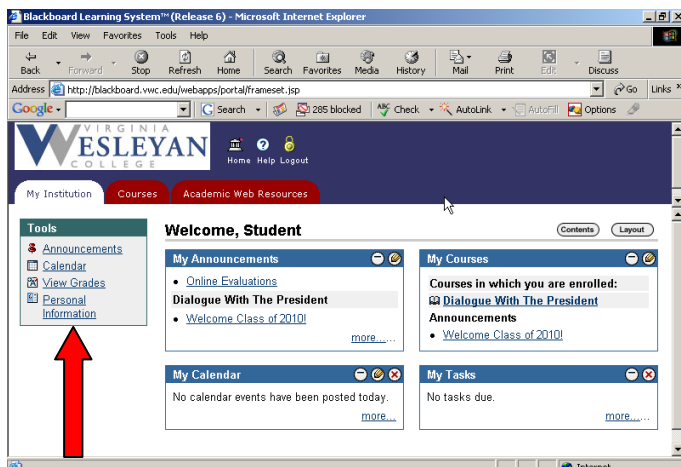 Blackboard Learning System™ (Release 6) - Microsoft Internet Explorer
File Edit View Favorites Tools Help
Back Forward Stop Refresh Home Search Favorites Media History Mail Print Edit Discuss
Address http://blackboard.vwc.edu/webapps/portal/frameset.jsp Go Links »
Google Search 285 blocked ABC Check AutoLink AutoFill Options
VIRGINIA
WESLEYAN
COLLEGE
Home Help Logout
My Institution Courses Academic Web Resources
Tools
Announcements
Calendar
View Grades
Personal
Information
Welcome, Student
Contents Layout
My Announcements
Online Evaluations
Dialogue With The President
Welcome Class of 2010!
more.....
My Courses
Courses in which you are enrolled:
Dialogue With The President
Announcements
Welcome Class of 2010!
My Calendar
No calendar events have been posted today.
more...
My Tasks
No tasks due.
more.....
Internet